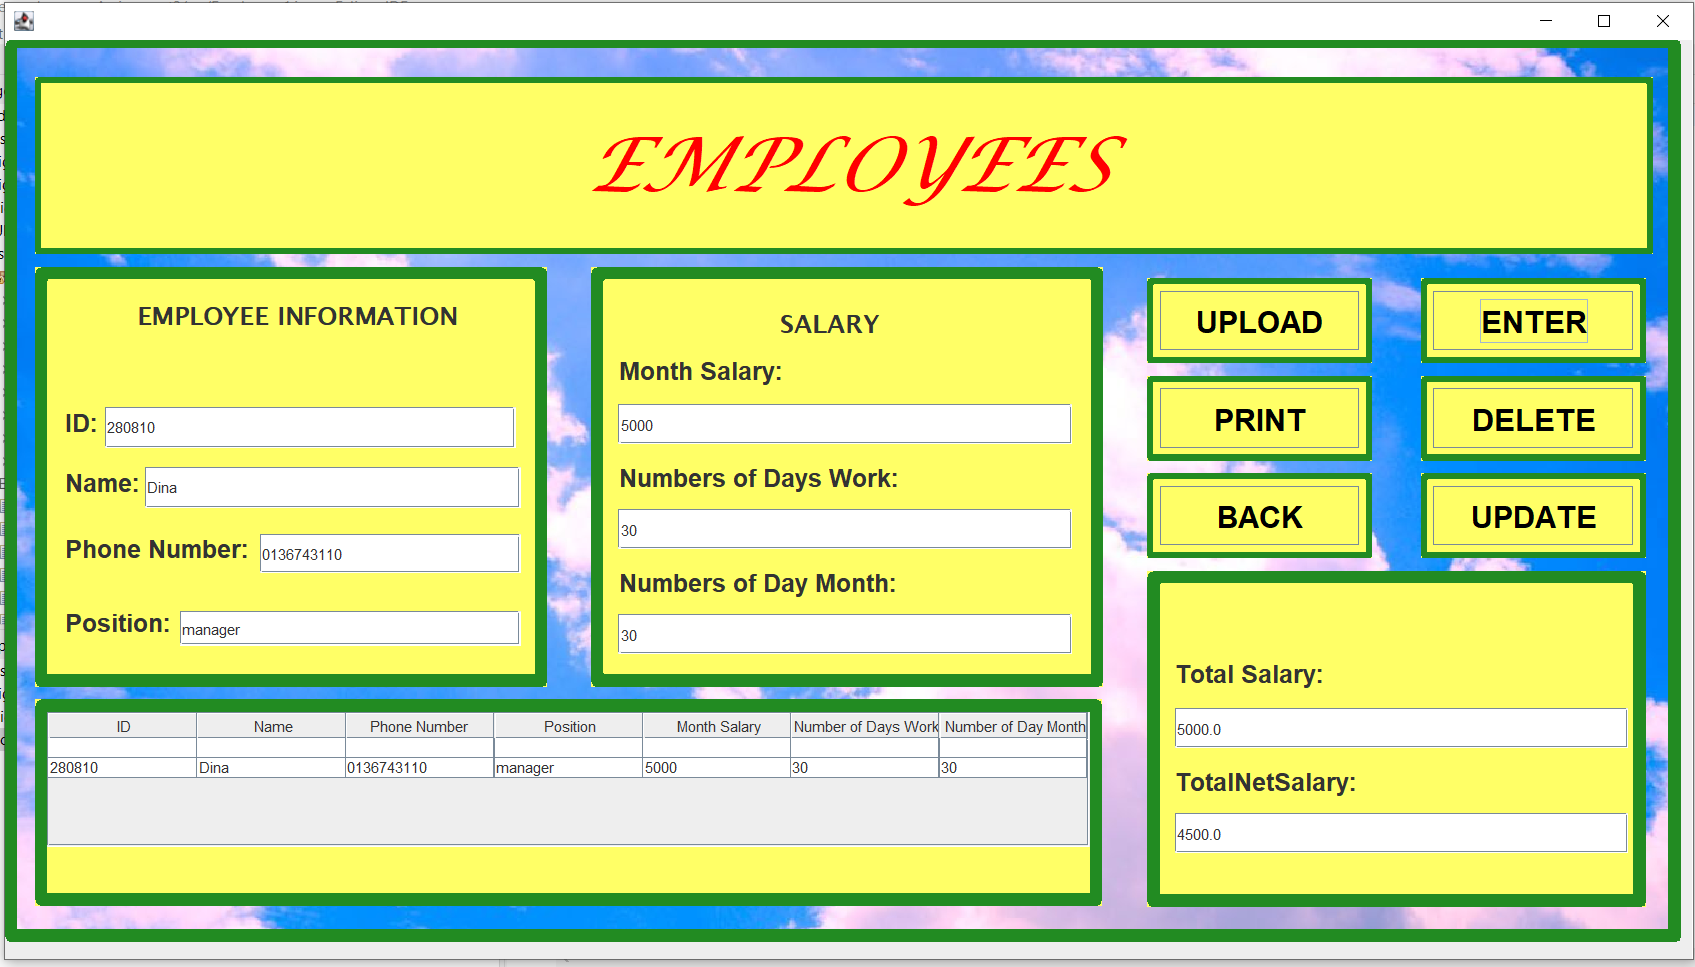 EMPLOYEES
EMPLOYEE INFORMATION
ID: 280810
Name: Dina
Phone Number: 0136743110
Position: manager
SALARY
Month Salary:
5000
Numbers of Days Work:
30
Numbers of Day Month:
30
UPLOAD ENTER
PRINT DELETE
BACK UPDATE
Total Salary:
5000.0
TotalNetSalary:
4500.0
ID Name Phone Number Position Month Salary Number of Days Work Number of Day Month
280810 Dina 0136743110 manager 5000 30 30